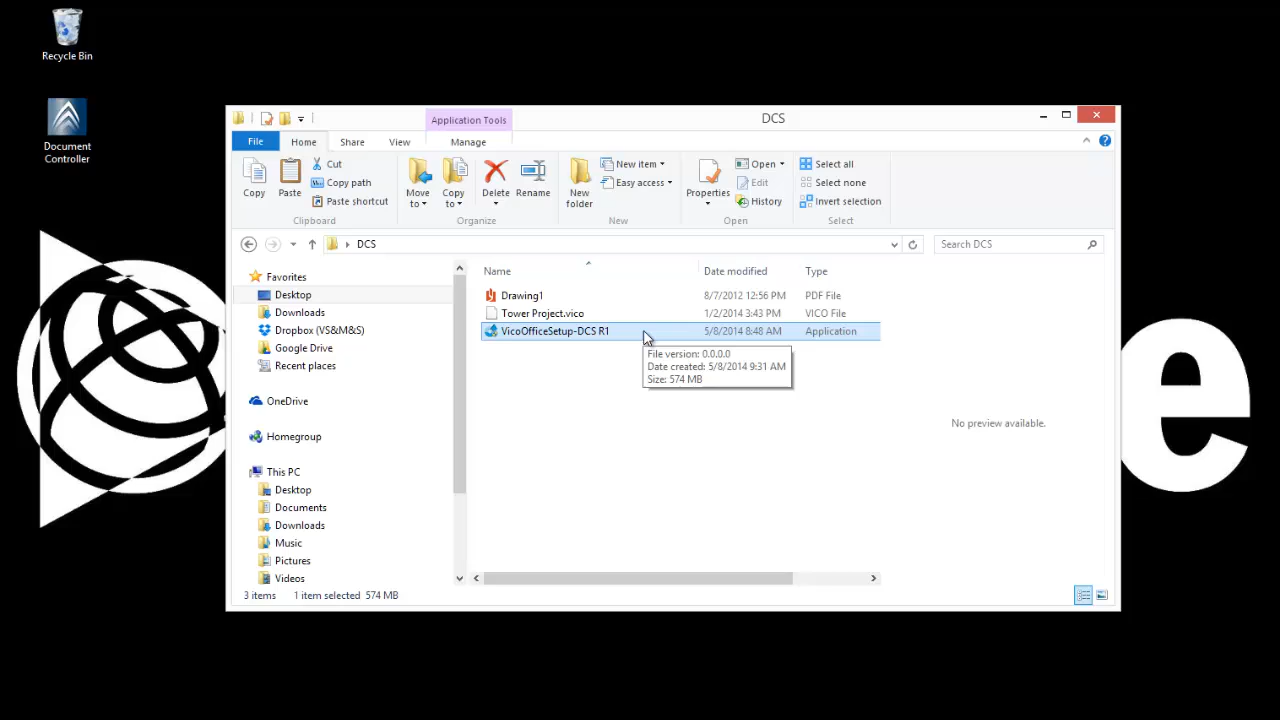 Recycle Bin
Document
Controller
Application Tools
DCS
File
Home
Share
View
Manage
Copy
Paste
Cut
Copy path
Paste shortcut
Clipboard
Move
to
Copy
to
Delete
Rename
Organize
New
folder
New item
Easy access
New
Properties
Open
Edit
History
Open
Select all
Select none
Invert selection
Select
DCS
Search DCS
Favorites
Desktop
Downloads
Dropbox (VS&M&S)
Google Drive
Recent places
OneDrive
Homegroup
This PC
Desktop
Documents
Downloads
Music
Pictures
Videos
Name Date modified Type
Drawing1 8/7/2012 12:56 PM PDF File
Tower Project.vico 1/2/2014 3:43 PM VICO File
VicoOfficeSetup-DCS R1 5/8/2014 8:48 AM Application
File version: 0.0.0.0
Date created: 5/8/2014 9:31 AM
Size: 574 MB
No preview available.
3 items 1 item selected 574 MB
e